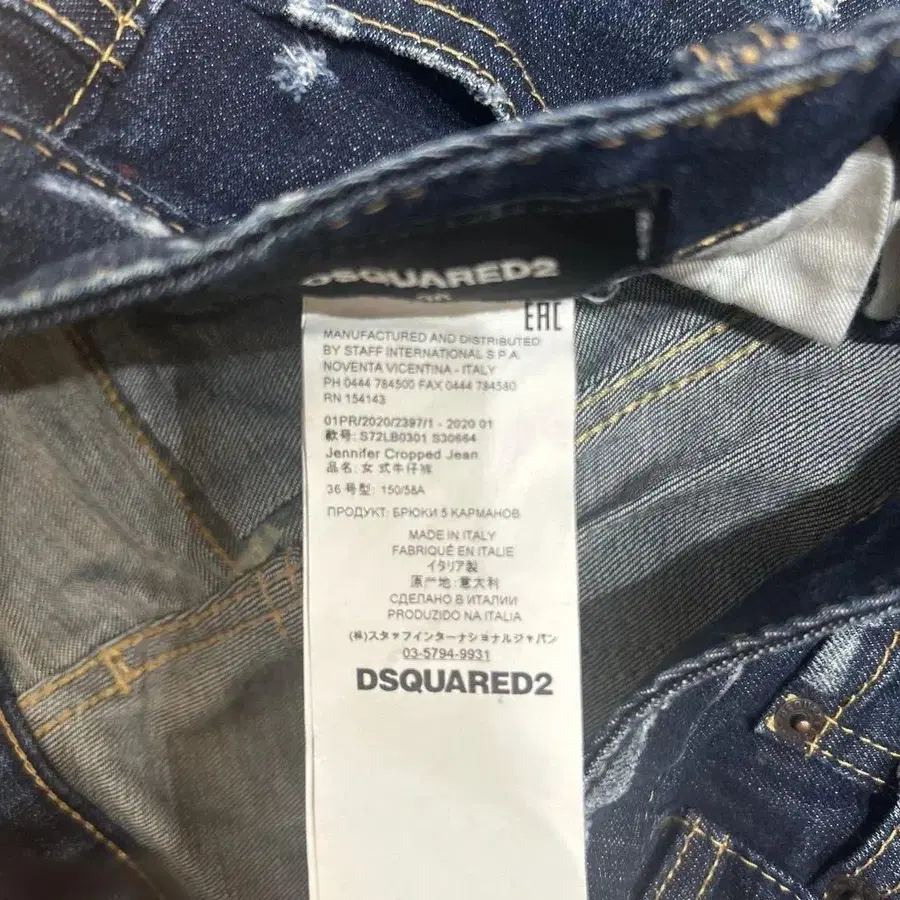 DSQUARED2
EAC
MANUFACTURED AND DISTRIBUTED
BY STAFF INTERNATIONAL S.P.A.
NOVENTA VICENTINA - ITALY
PH 0444 784500 FAX 0444 784580
RN 154143
01PR/2020/2397/1 - 2020 01
款号: S72LB0301 S30664
Jennifer Cropped Jean
品名: 女 式牛仔裤
36 号型: 150/58A
ПРОДУКТ: БРЮКИ 5 КАРМАНОВ
MADE IN ITALY
FABRIQUÉ EN ITALIE
イタリア製
原产地: 意大利
СДЕЛАНО В ИТАЛИИ
PRODUZIDO NA ITALIA
(株)スタッフインターナショナルジャパン
03-5794-9931
DSQUARED2